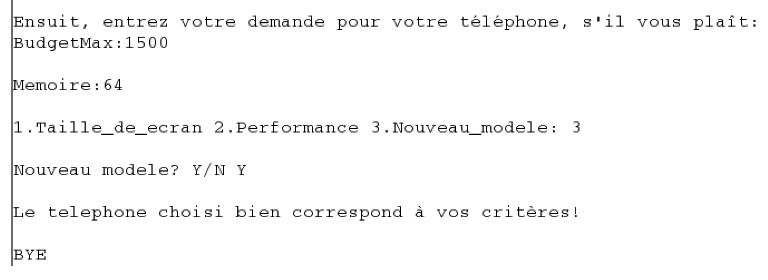 Ensuit, entrez votre demande pour votre téléphone, s'il vous plaît:
BudgetMax:1500
Memoire:64
1.Taille_de_ecran 2.Performance 3.Nouveau_modele: 3
Nouveau modele? Y/N Y
Le telephone choisi bien correspond à vos critères!
BYE